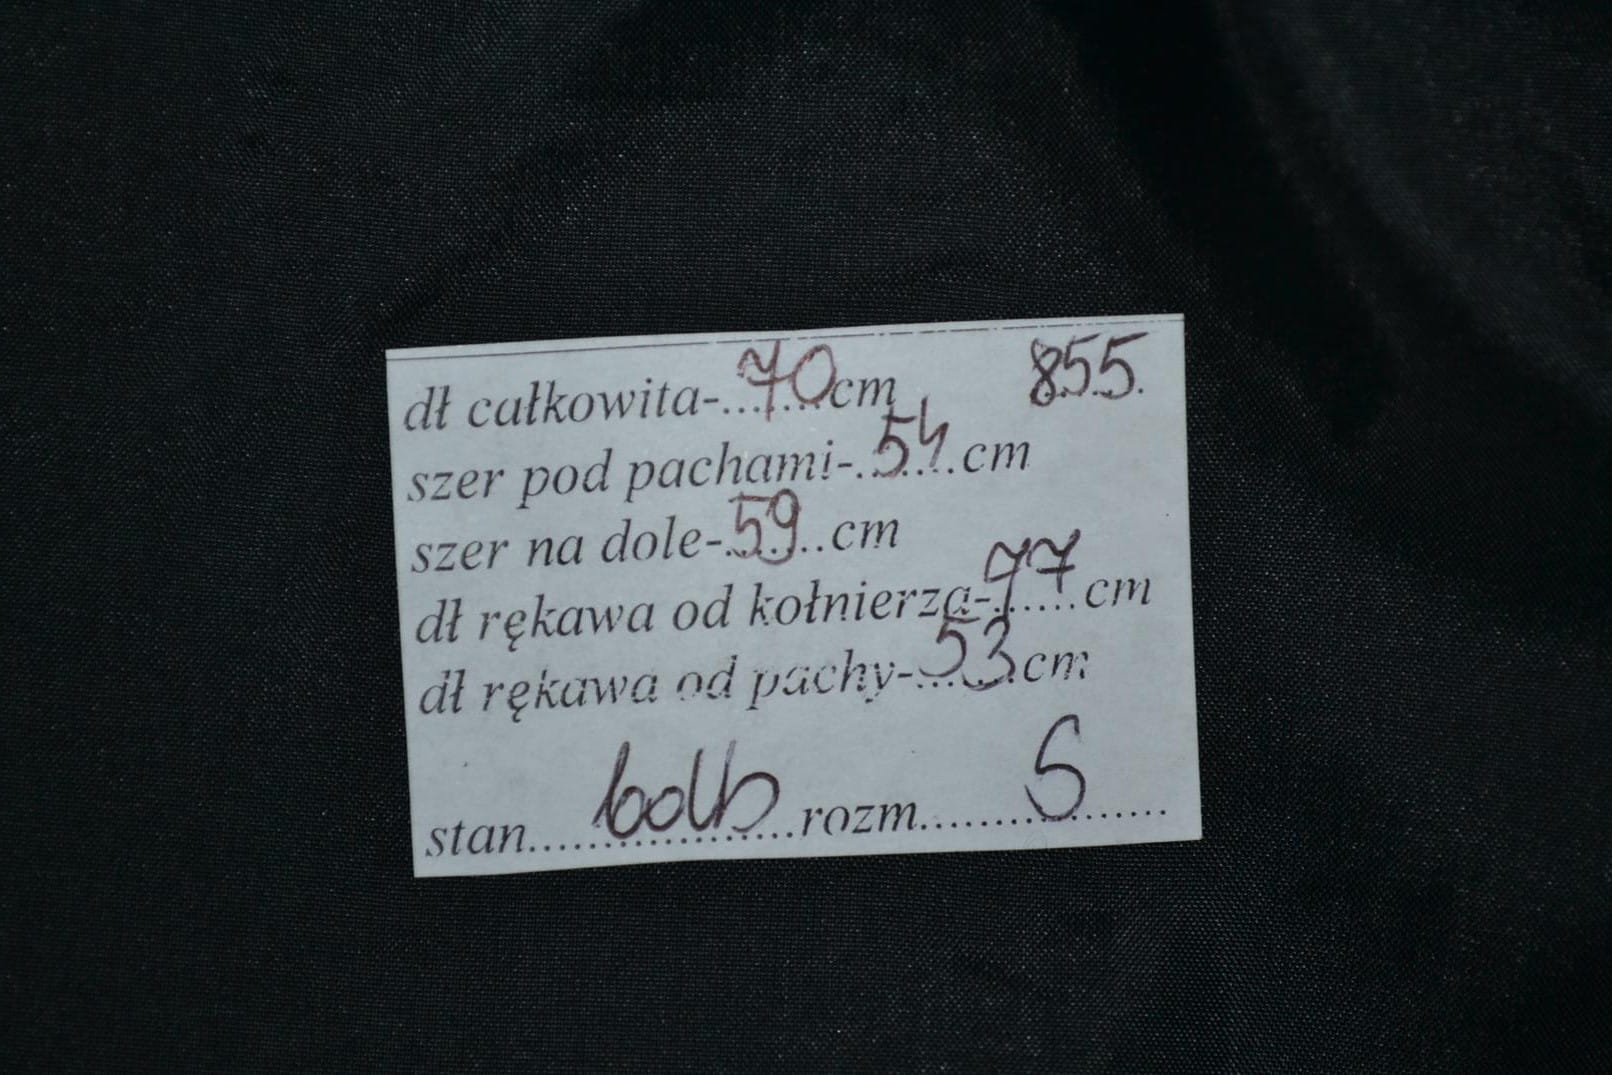 dł całkowita-...70...cm 855
szer pod pachami-..54..cm
szer na dole-.59..cm
dł rękawa od kołnierza-77...cm
dł rękawa od pachy-..53.cm
stan...............rozm........S......